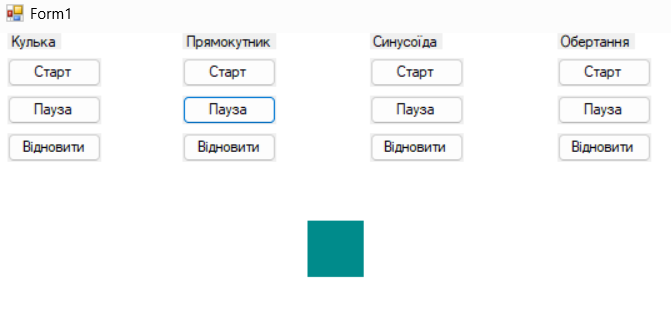 Form1
Кулька Прямокутник Синусоїда Обертання
Старт Старт Старт Старт
Пауза Пауза Пауза Пауза
Відновити Відновити Відновити Відновити